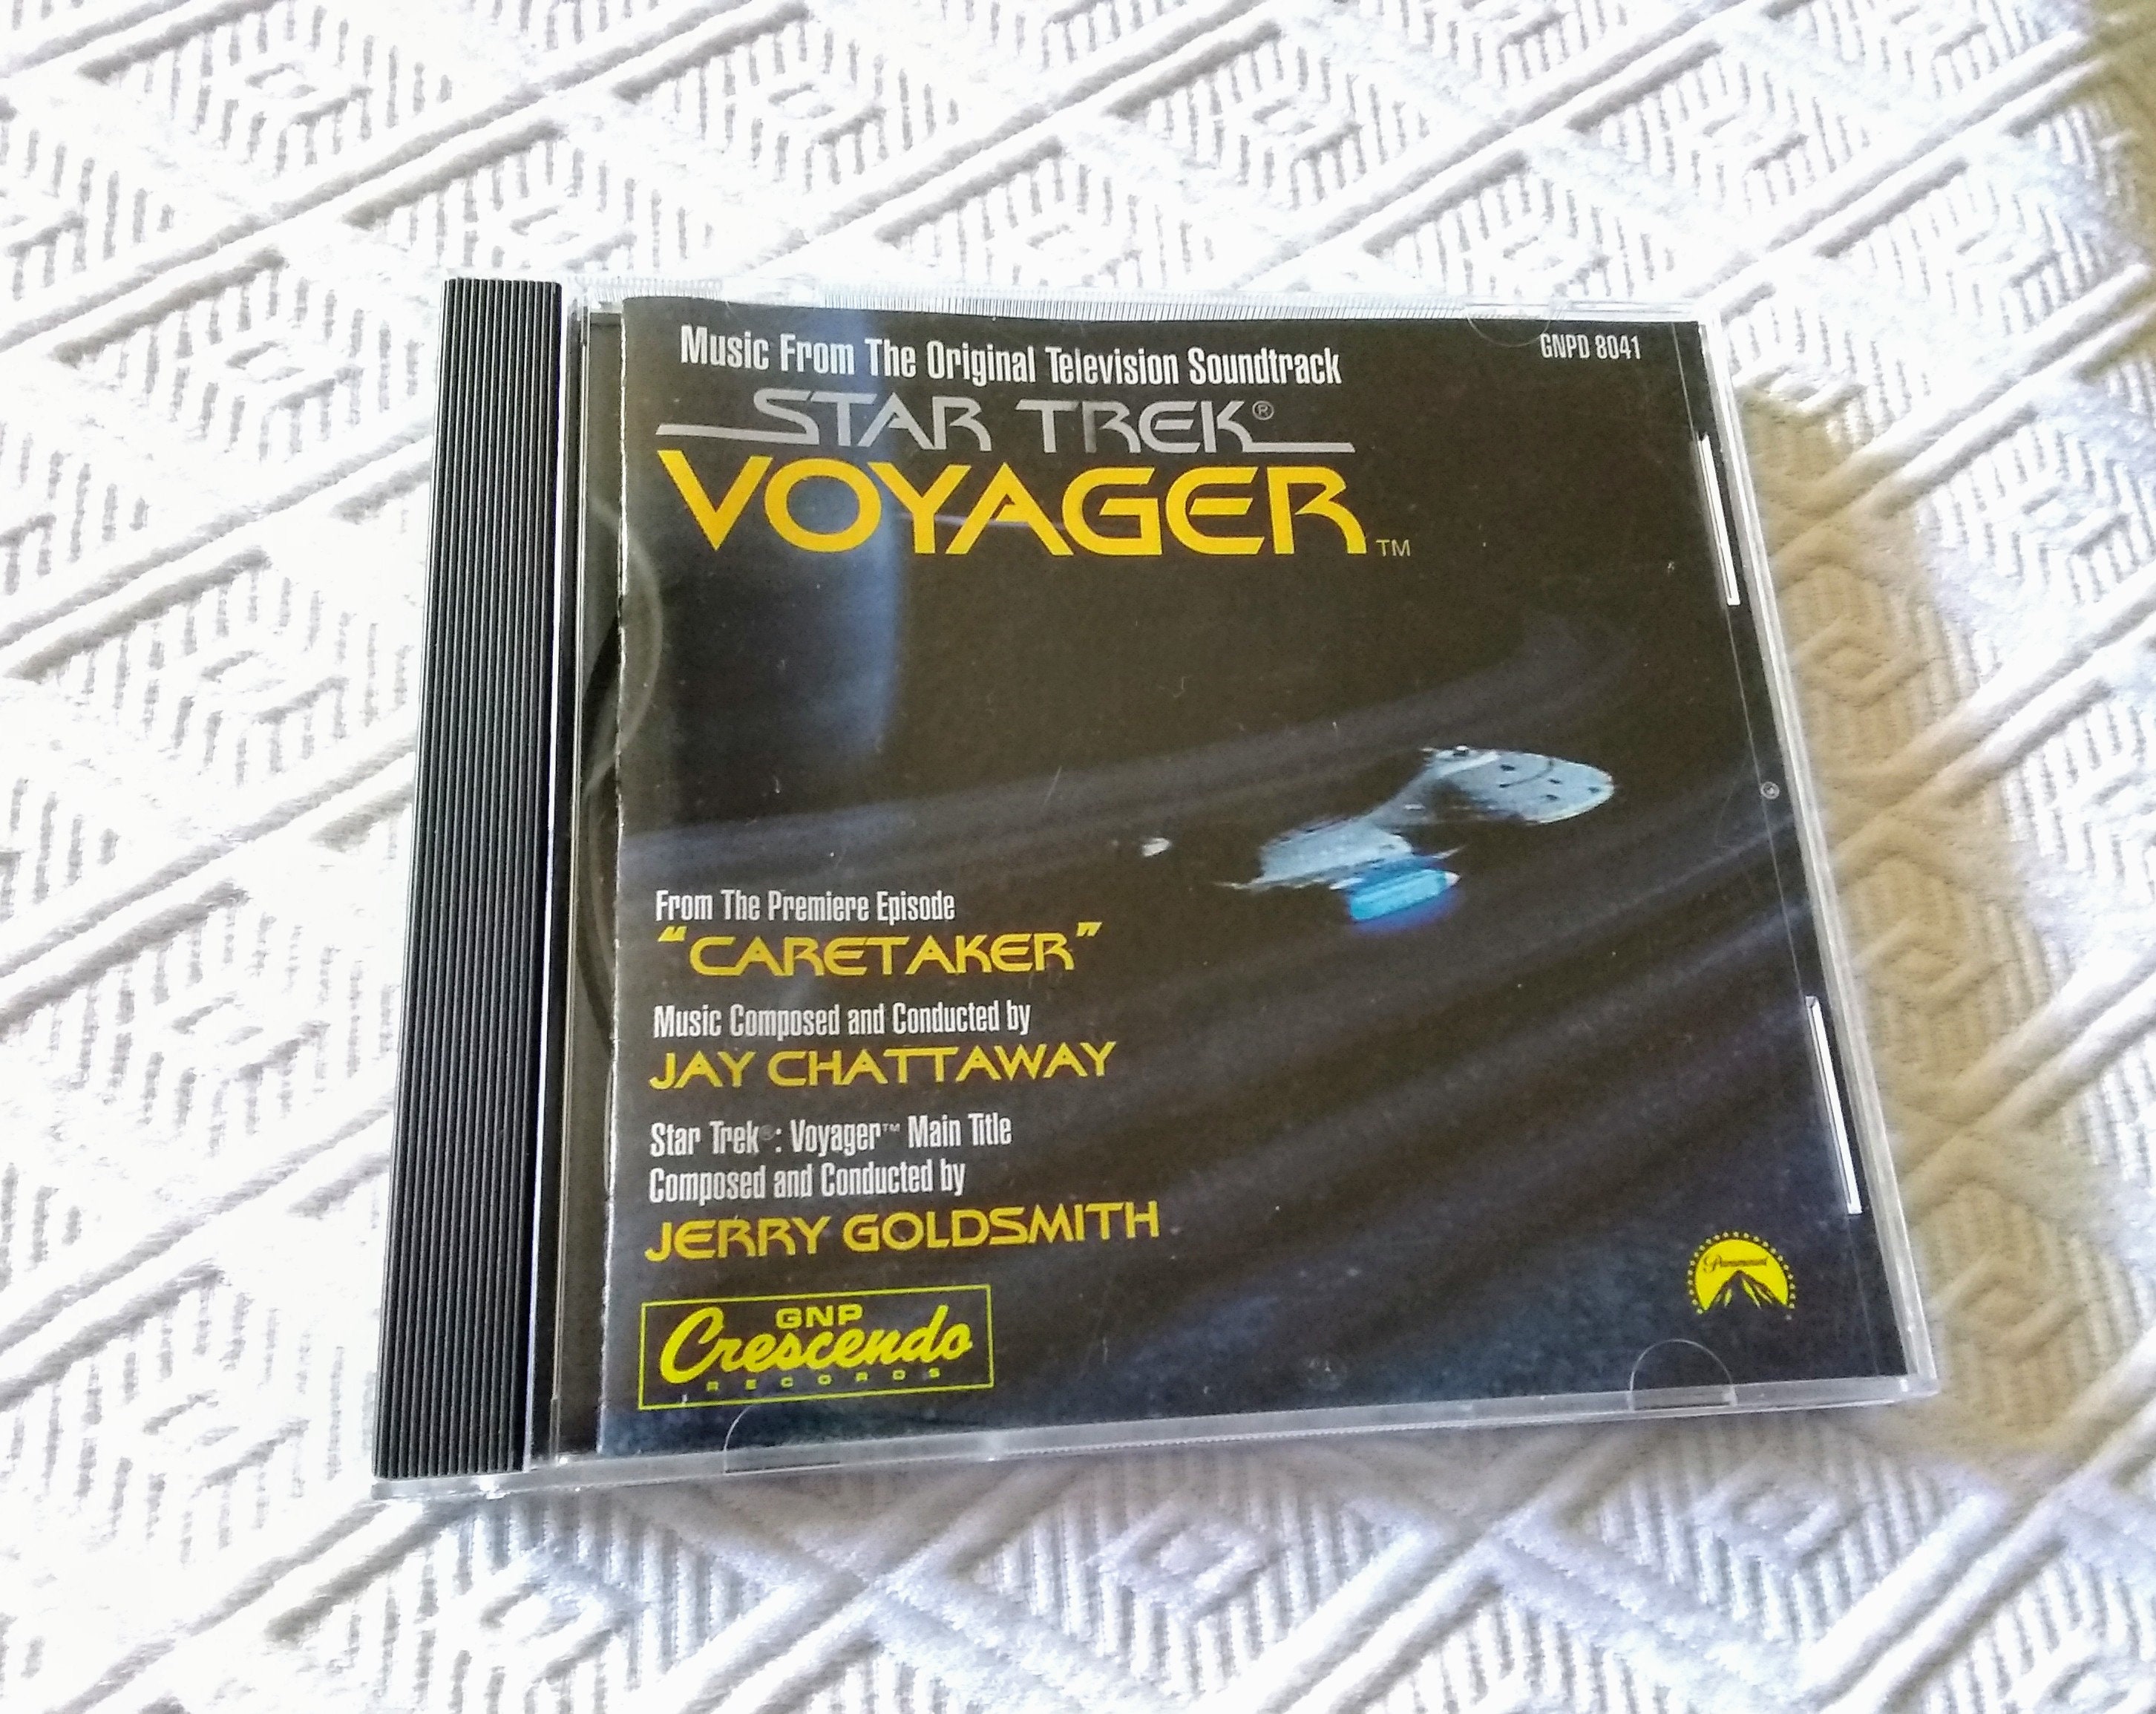 Music From The Original Television Soundtrack
GNPD 8041
STAR TREK®
VOYAGER™
From The Premiere Episode
"CARETAKER"
Music Composed and Conducted by
JAY CHATTAWAY
Star Trek®: Voyager™ Main Title
Composed and Conducted by
JERRY GOLDSMITH
GNP
Crescendo
RECORDS
Paramount